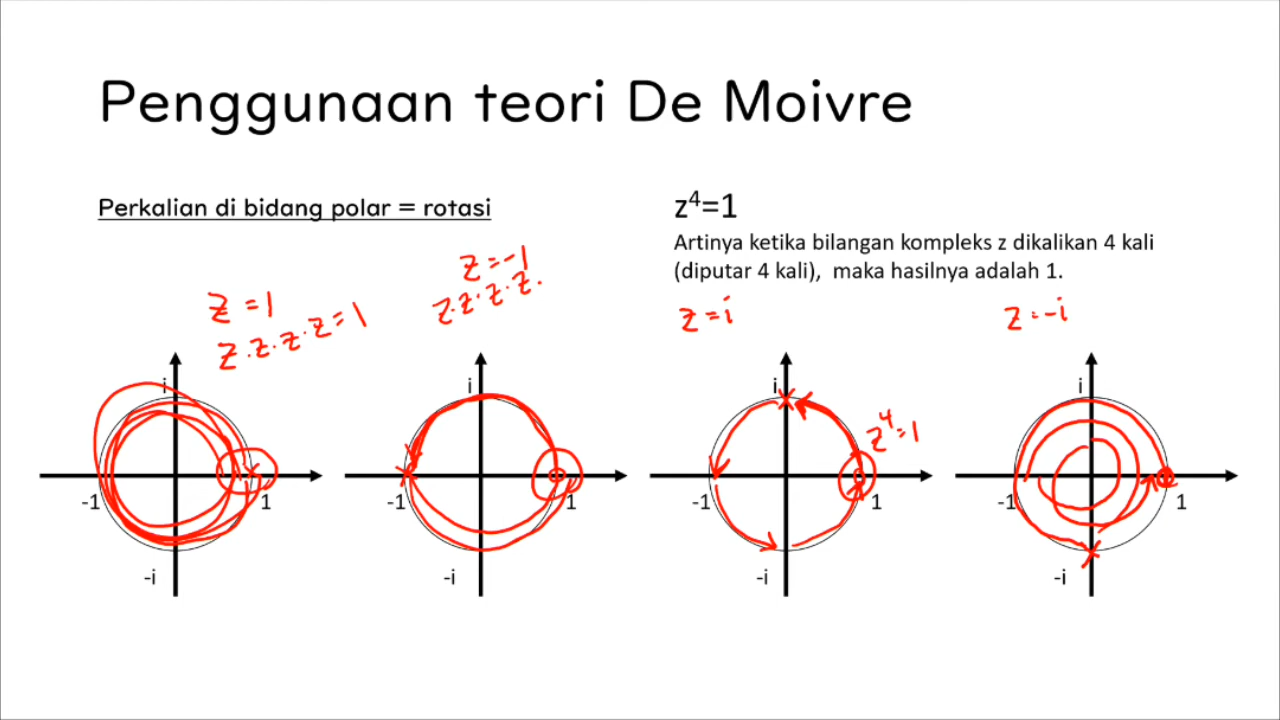 Penggunaan teori De Moivre
Perkalian di bidang polar = rotasi
z⁴=1
Artinya ketika bilangan kompleks z dikalikan 4 kali
(diputar 4 kali), maka hasilnya adalah 1.
z=1
z.z.z.z=1
z=-1
z.z.z.z.
z=i
z=-i
i
-1
1
-i
i
-1
1
-i
i
z⁴=1
-1
1
-i
i
-1
1
-i